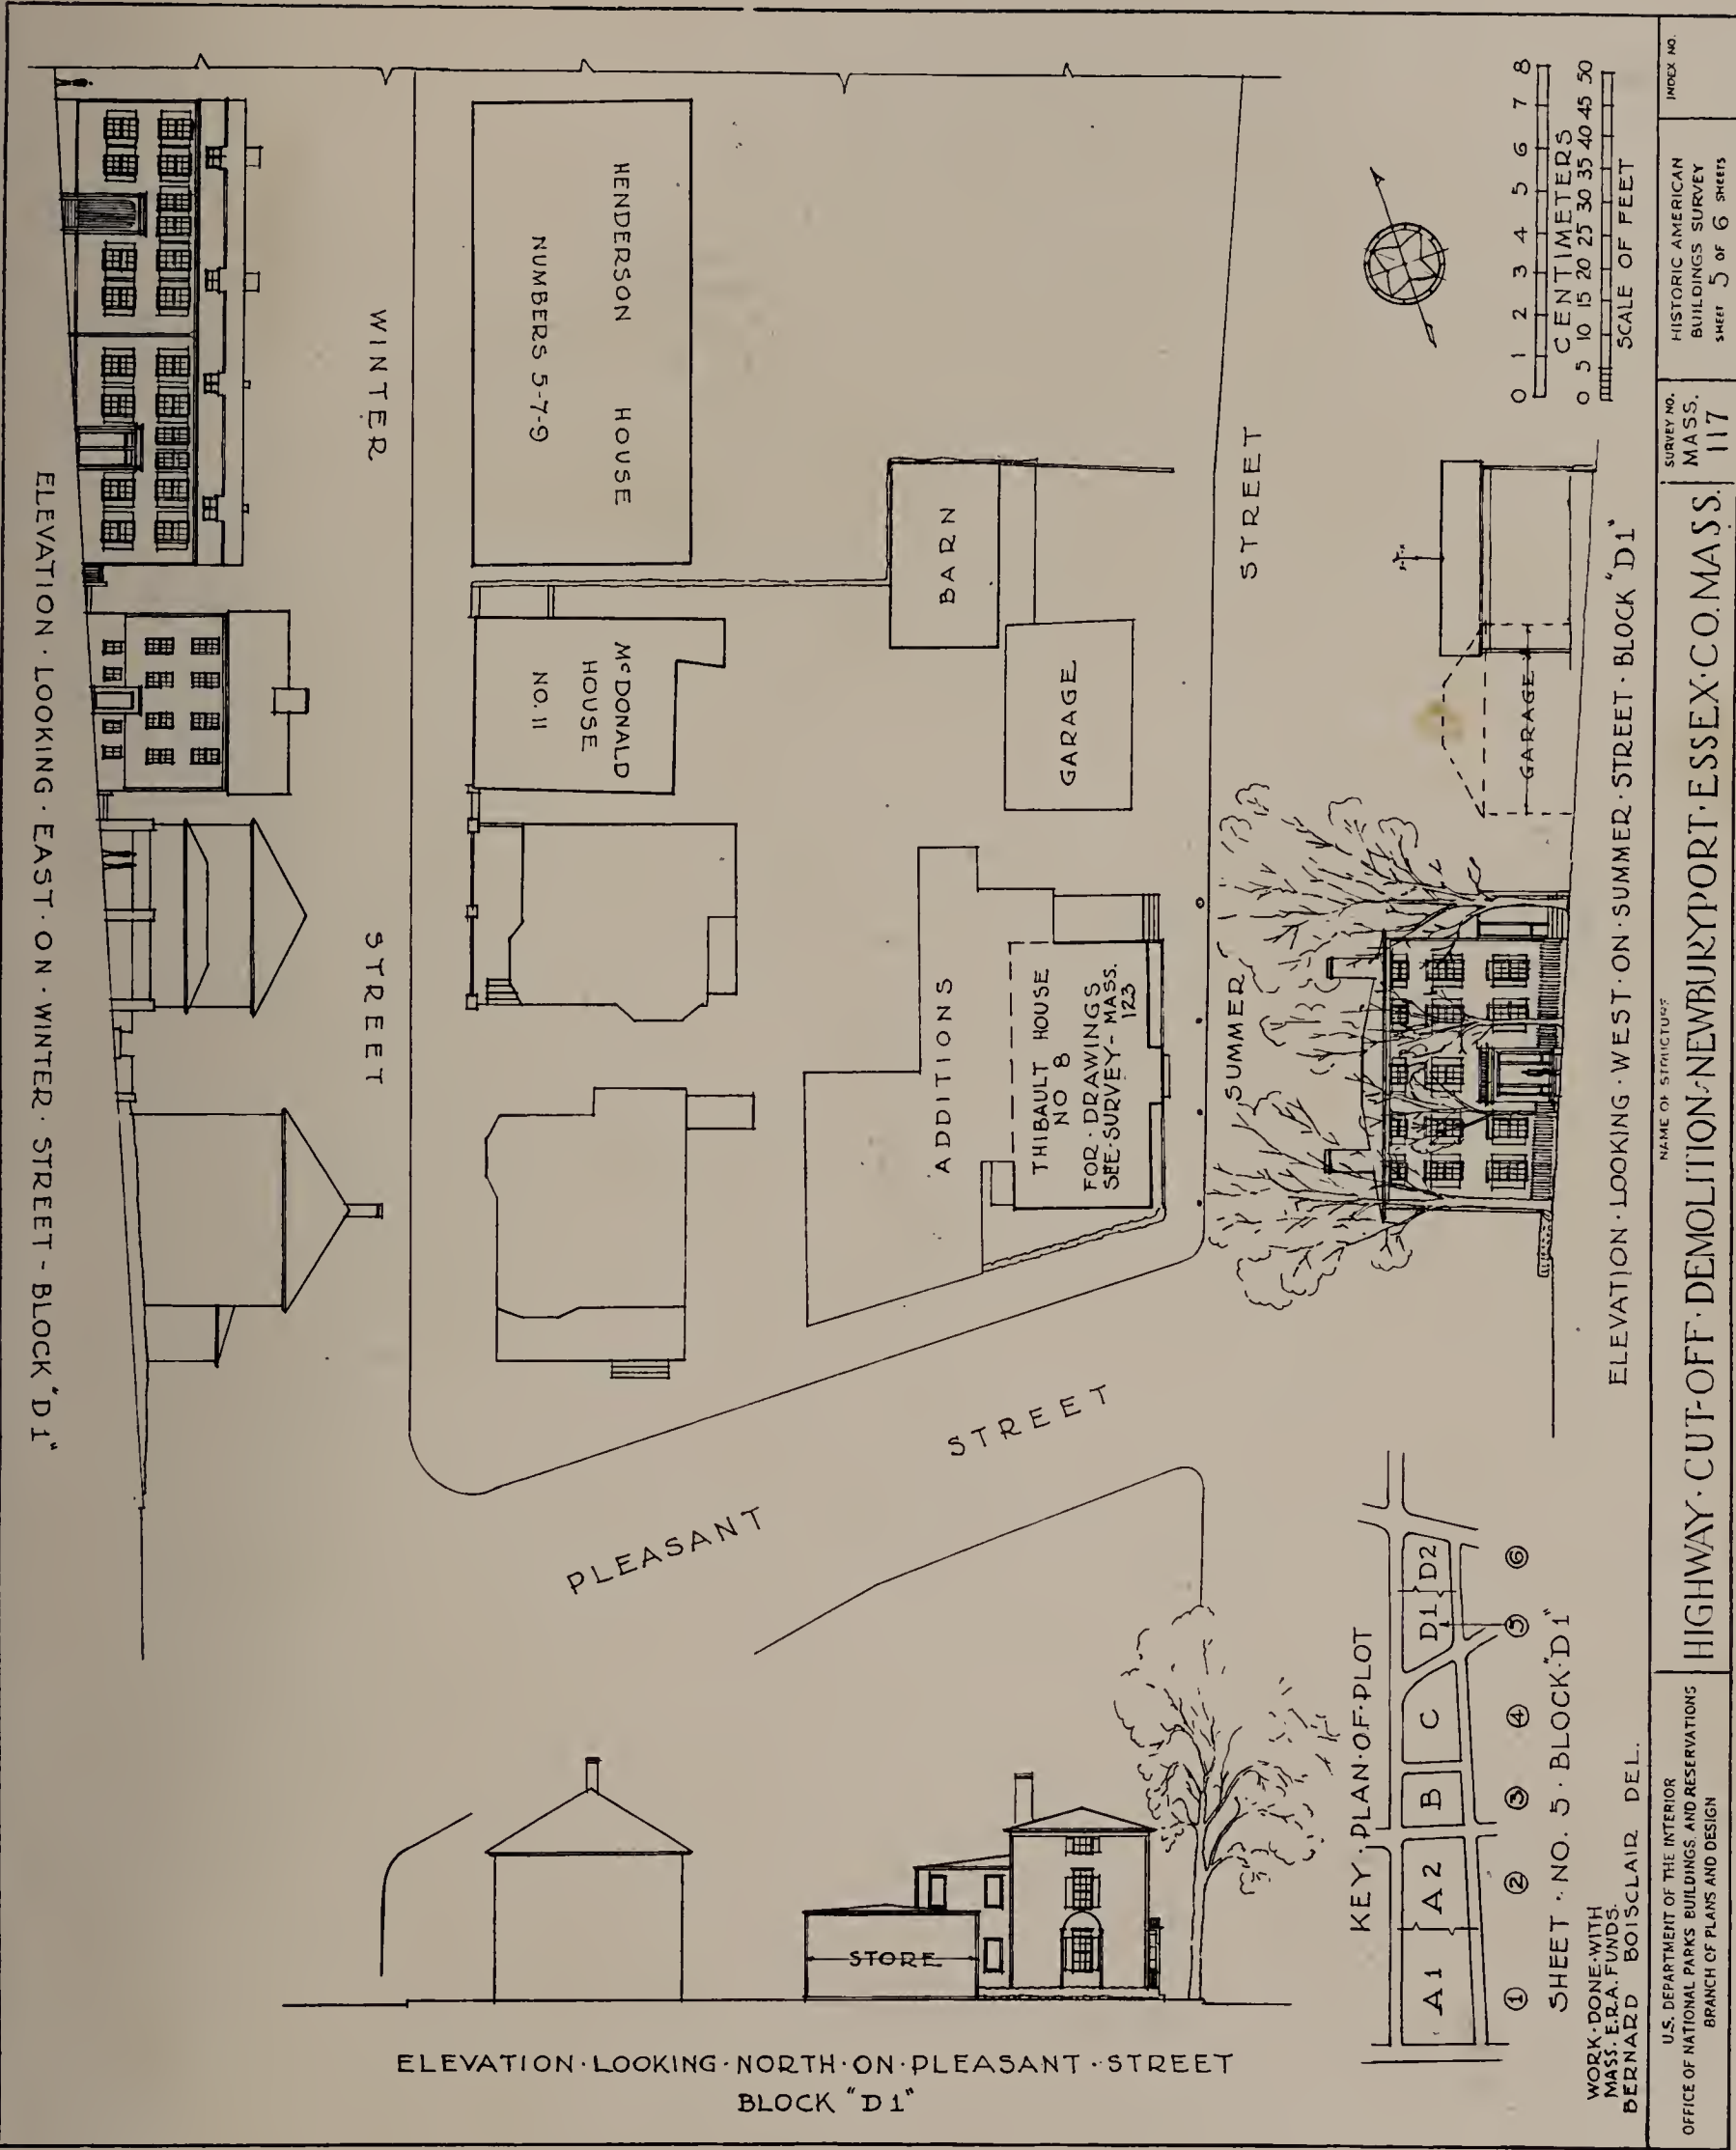 ELEVATION · LOOKING · EAST · ON · WINTER · STREET - BLOCK "D1"
WINTER
STREET
HENDERSON HOUSE
NUMBERS 5-7-9
McDONALD
HOUSE
NO. 11
BARN
GARAGE
ADDITIONS
THIBAULT HOUSE
NO 8
FOR · DRAWINGS
SEE · SURVEY - MASS.
123
STREET
SUMMER
PLEASANT
STREET
GARAGE
ELEVATION · LOOKING · WEST · ON · SUMMER · STREET · BLOCK "D1"
0 1 2 3 4 5 6 7 8
CENTIMETERS
0 5 10 15 20 25 30 35 40 45 50
SCALE OF FEET
STORE
ELEVATION · LOOKING · NORTH · ON · PLEASANT · STREET
BLOCK "D1"
KEY · PLAN · OF · PLOT
A1 A2 B C D1 D2
1 2 3 4 5 6
SHEET · NO. 5 · BLOCK · "D1"
WORK · DONE · WITH
MASS. E.R.A. FUNDS.
BERNARD BOISCLAIR DEL.
U.S. DEPARTMENT OF THE INTERIOR
OFFICE OF NATIONAL PARKS BUILDINGS, AND RESERVATIONS
BRANCH OF PLANS AND DESIGN
NAME OF STRUCTURE
HIGHWAY · CUT-OFF · DEMOLITION · NEWBURYPORT · ESSEX · CO. MASS.
SURVEY NO.
MASS.
117
HISTORIC AMERICAN
BUILDINGS SURVEY
SHEET 5 OF 6 SHEETS
INDEX NO.